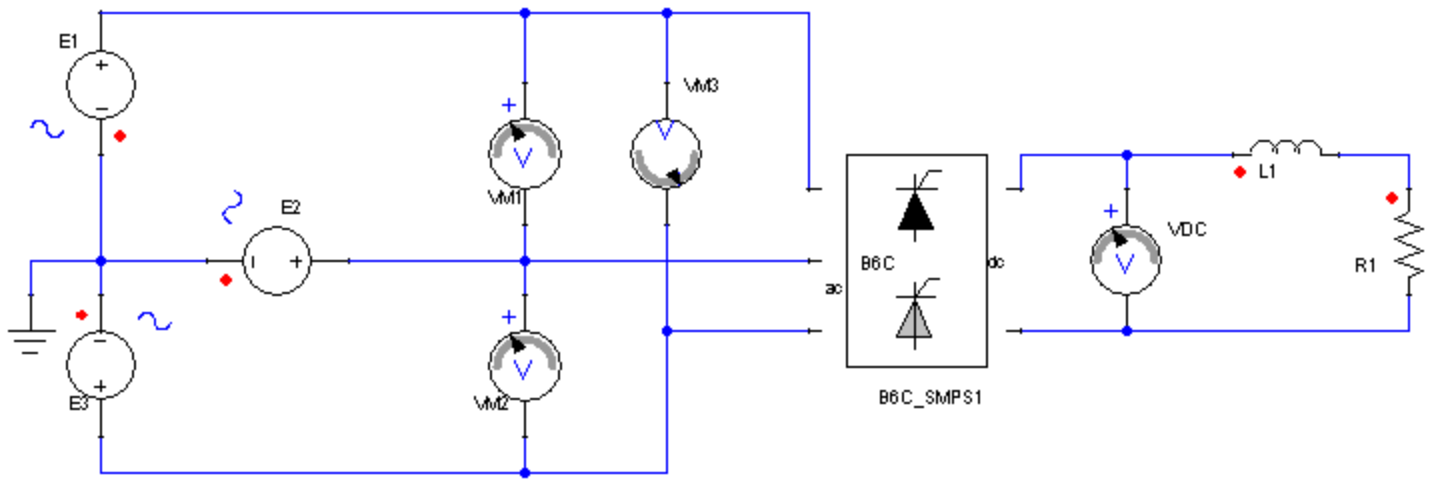 E1
+
−
VM3
+
V
V
VM1
E2
− +
+
V
VDC
L1
R1
B6C
ac
dc
−
+
E3
+
V
VM2
B6C_SMPS1